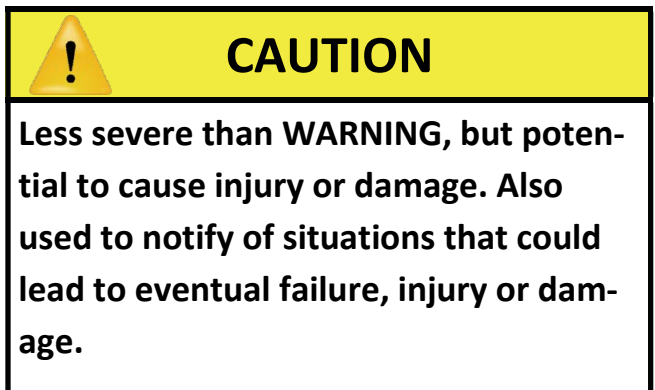 CAUTION
Less severe than WARNING, but poten-
tial to cause injury or damage. Also
used to notify of situations that could
lead to eventual failure, injury or dam-
age.